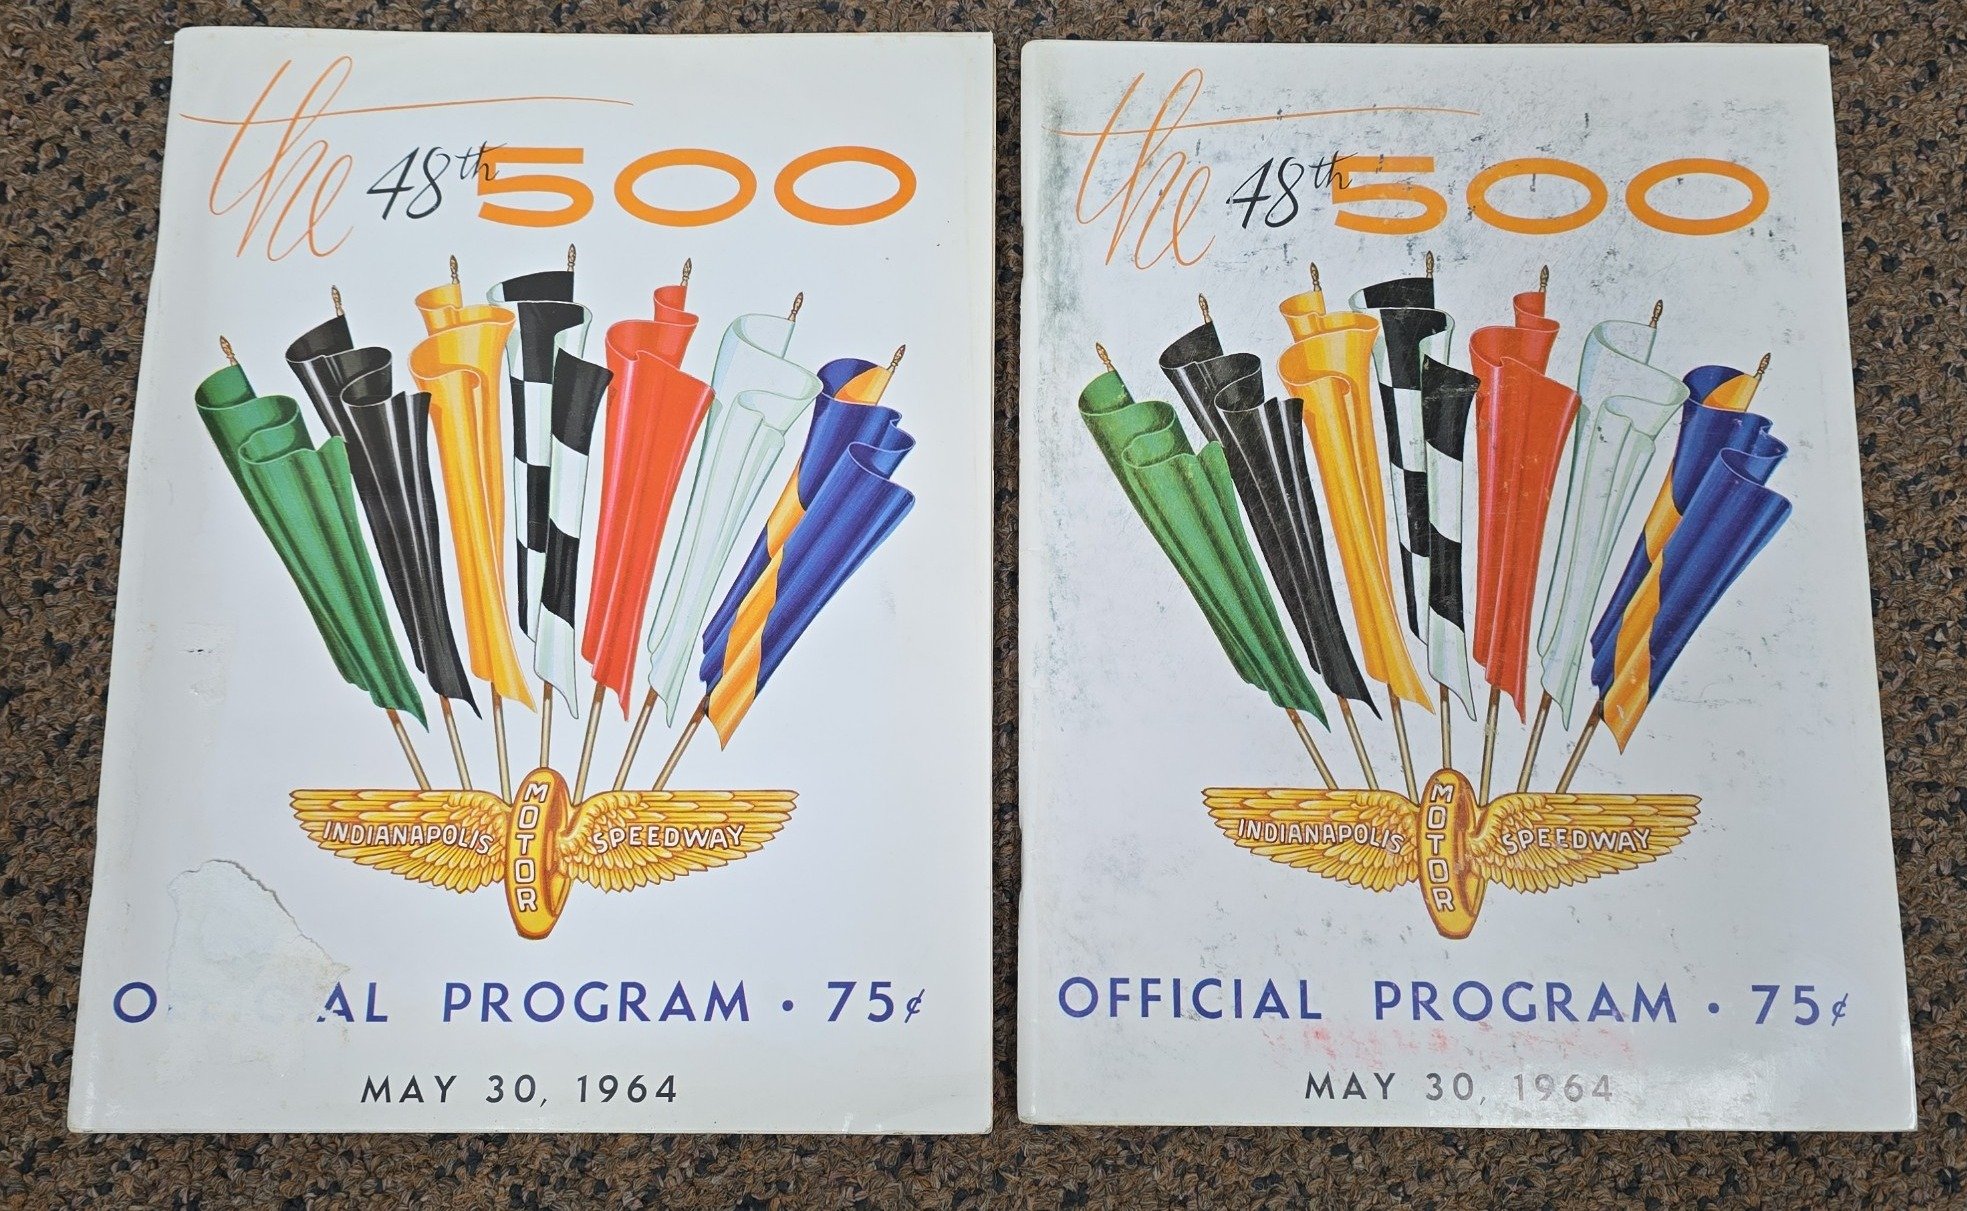 the 48th 500
INDIANAPOLIS MOTOR SPEEDWAY
O AL PROGRAM • 75¢
MAY 30, 1964
the 48th 500
INDIANAPOLIS MOTOR SPEEDWAY
OFFICIAL PROGRAM • 75¢
MAY 30, 1964